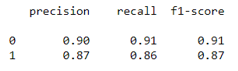 precision recall f1-score
0 0.90 0.91 0.91
1 0.87 0.86 0.87